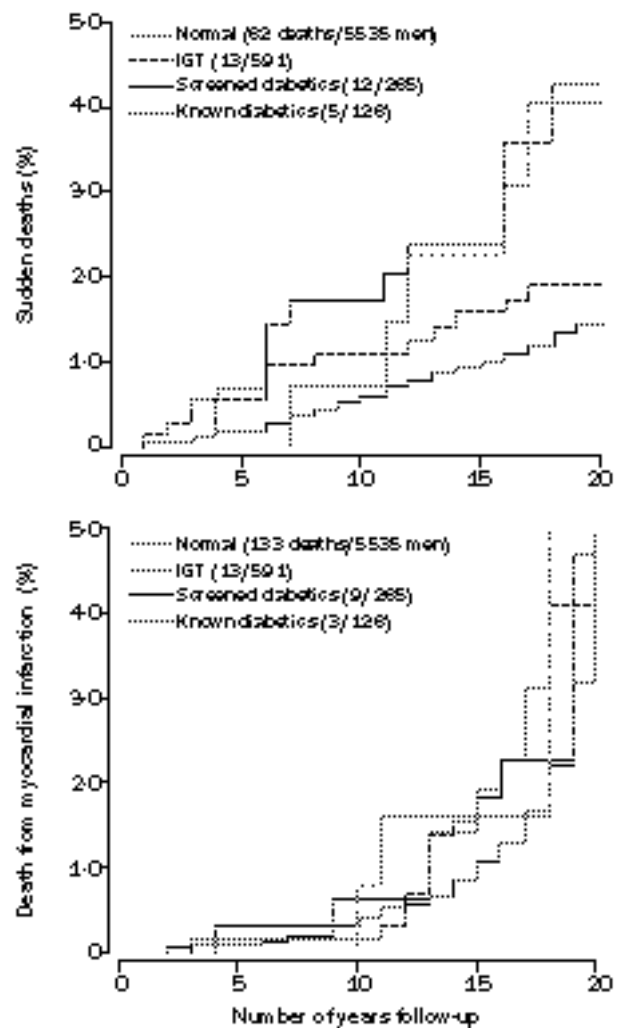 5·0
4·0
3·0
2·0
1·0
0
Sudden deaths (%)
Normal (62 deaths/5535 men)
IGT (13/591)
Screened diabetics (12/265)
Known diabetics (5/126)
0 5 10 15 20
5·0
4·0
3·0
2·0
1·0
0
Death from myocardial infarction (%)
Normal (133 deaths/5535 men)
IGT (13/591)
Screened diabetics (9/265)
Known diabetics (3/126)
0 5 10 15 20
Number of years follow-up